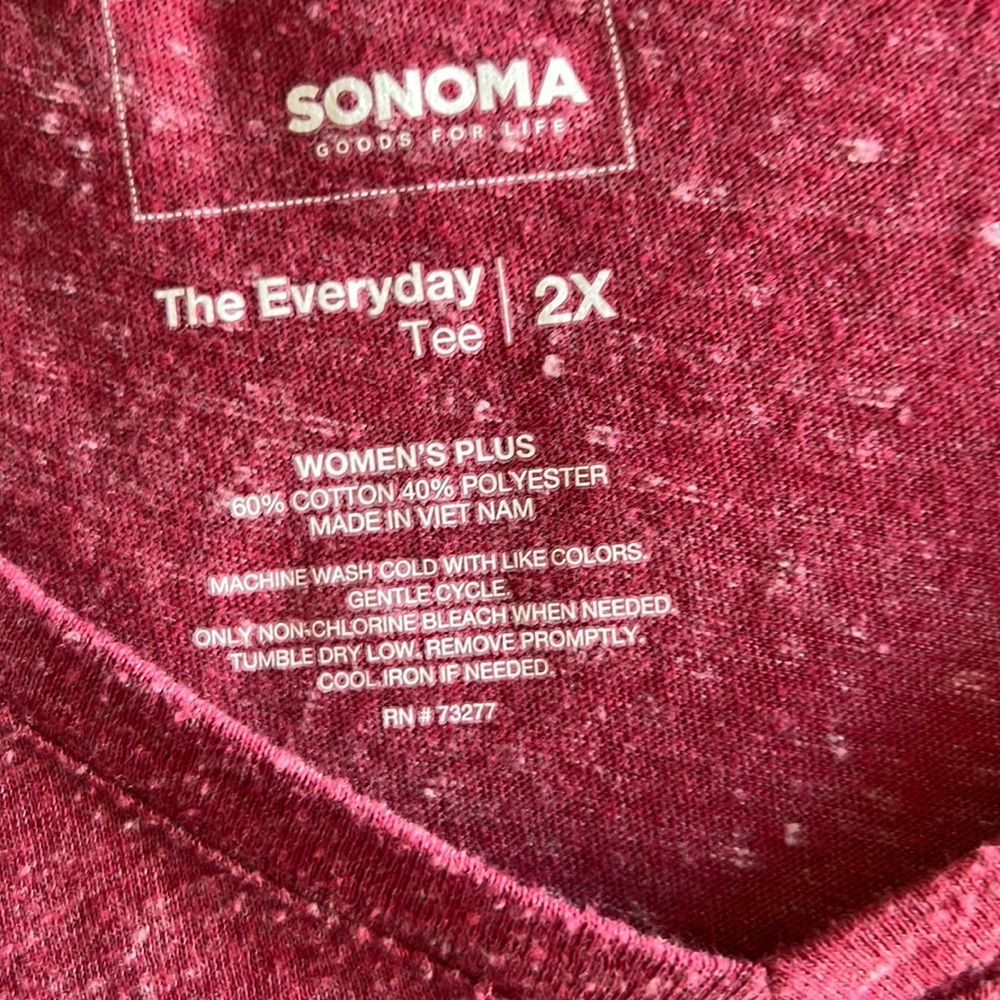 SONOMA
GOODS FOR LIFE
The Everyday
Tee
2X
WOMEN'S PLUS
60% COTTON 40% POLYESTER
MADE IN VIET NAM
MACHINE WASH COLD WITH LIKE COLORS.
GENTLE CYCLE.
ONLY NON-CHLORINE BLEACH WHEN NEEDED.
TUMBLE DRY LOW. REMOVE PROMPTLY.
COOL IRON IF NEEDED.
RN # 73277